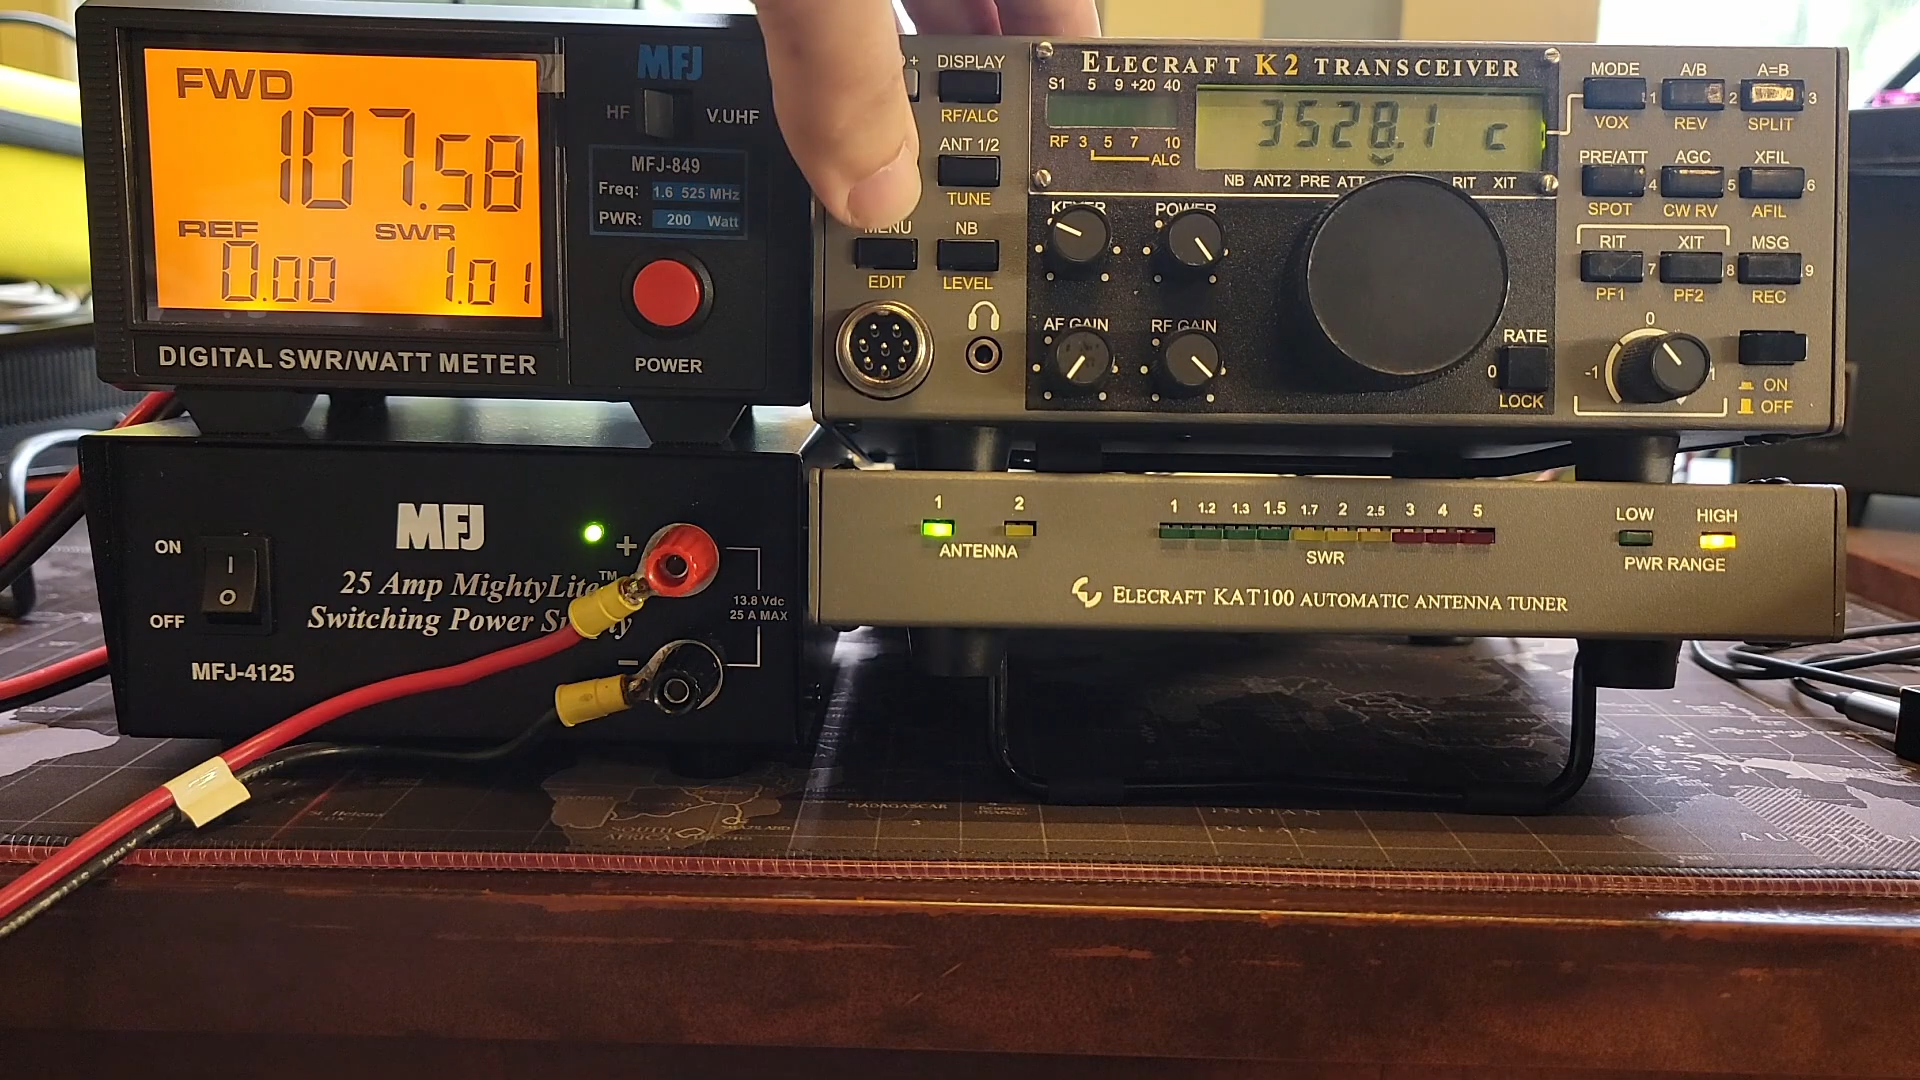 FWD
107.58
REF
0.00
SWR
1.01
DIGITAL SWR/WATT METER
MFJ
HF
V.UHF
MFJ-849
Freq: 1.6 525 MHz
PWR: 200 Watt
POWER
ELECRAFT K2 TRANSCEIVER
DISPLAY
RF/ALC
ANT 1/2
TUNE
MENU
NB
EDIT
LEVEL
S1 5 9 +20 40
RF 3 5 7 10
ALC
3528.1 c
NB ANT2 PRE ATT RIT XIT
KEYER
POWER
AF GAIN
RF GAIN
RATE
0
LOCK
MODE A/B A=B
1 2 3
VOX REV SPLIT
PRE/ATT AGC XFIL
4 5 6
SPOT CW RV AFIL
RIT XIT MSG
7 8 9
PF1 PF2 REC
0
-1
ON
OFF
MFJ
ON
OFF
I
O
+
25 Amp MightyLite™
Switching Power
MFJ-4125
13.8 Vdc
25 A MAX
−
1 2
ANTENNA
1 1.2 1.3 1.5 1.7 2 2.5 3 4 5
SWR
LOW HIGH
PWR RANGE
ELECRAFT KAT100 AUTOMATIC ANTENNA TUNER
MADAGASCAR
INDIAN
OCEAN
SOUTH